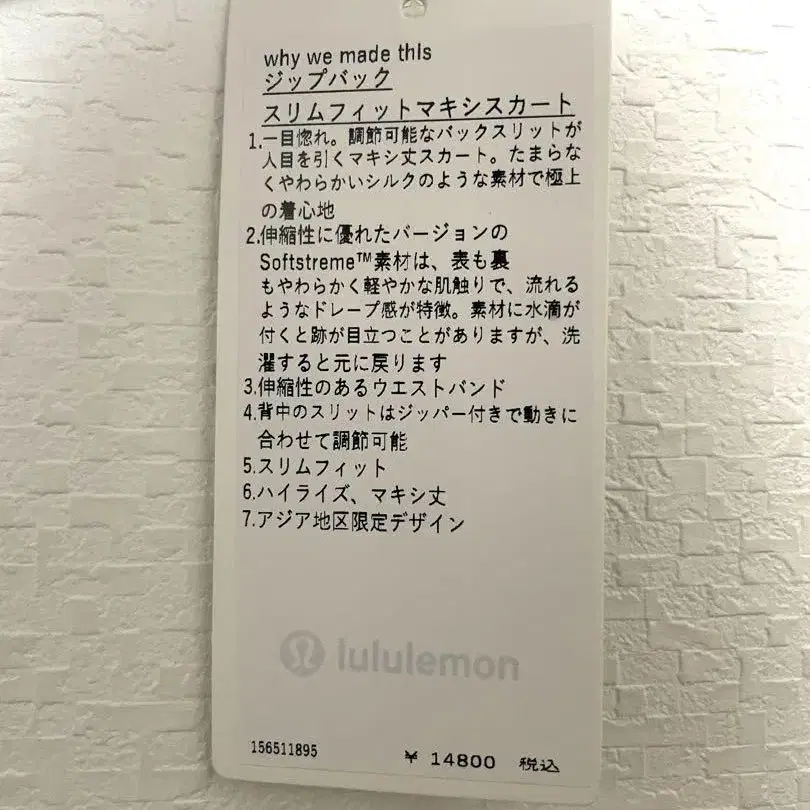 why we made this
ジップバック
スリムフィットマキシスカート
1.一目惚れ。調節可能なバックスリットが
人目を引くマキシ丈スカート。たまらな
くやわらかいシルクのような素材で極上
の着心地
2.伸縮性に優れたバージョンの
Softstreme™素材は、表も裏
もやわらかく軽やかな肌触りで、流れる
ようなドレープ感が特徴。素材に水滴が
付くと跡が目立つことがありますが、洗
濯すると元に戻ります
3.伸縮性のあるウエストバンド
4.背中のスリットはジッパー付きで動きに
合わせて調節可能
5.スリムフィット
6.ハイライズ、マキシ丈
7.アジア地区限定デザイン
lululemon
156511895 ¥ 14800 税込